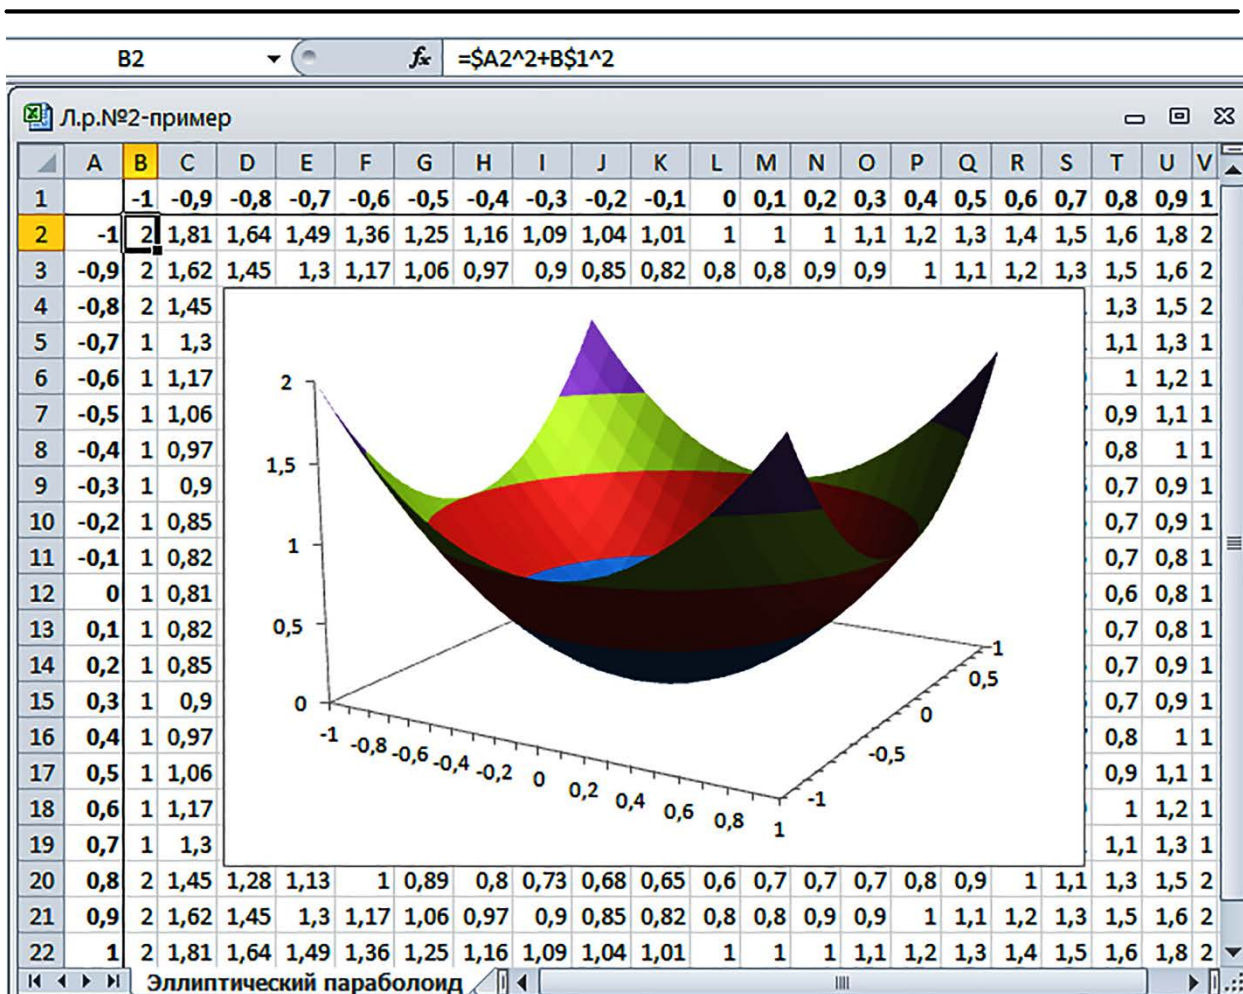 B2 fx =$A2^2+B$1^2
Л.р.№2-пример
A B C D E F G H I J K L M N O P Q R S T U V
1 -1 -0,9 -0,8 -0,7 -0,6 -0,5 -0,4 -0,3 -0,2 -0,1 0 0,1 0,2 0,3 0,4 0,5 0,6 0,7 0,8 0,9 1
2 -1 2 1,81 1,64 1,49 1,36 1,25 1,16 1,09 1,04 1,01 1 1 1 1,1 1,2 1,3 1,4 1,5 1,6 1,8 2
3 -0,9 2 1,62 1,45 1,3 1,17 1,06 0,97 0,9 0,85 0,82 0,8 0,8 0,9 0,9 1 1,1 1,2 1,3 1,5 1,6 2
4 -0,8 2 1,45 1,3 1,5 2
5 -0,7 1 1,3 1,1 1,3 1
6 -0,6 1 1,17 1 1,2 1
7 -0,5 1 1,06 0,9 1,1 1
8 -0,4 1 0,97 0,8 1 1
9 -0,3 1 0,9 0,7 0,9 1
10 -0,2 1 0,85 0,7 0,9 1
11 -0,1 1 0,82 0,7 0,8 1
12 0 1 0,81 0,6 0,8 1
13 0,1 1 0,82 0,7 0,8 1
14 0,2 1 0,85 0,7 0,9 1
15 0,3 1 0,9 0,7 0,9 1
16 0,4 1 0,97 0,8 1 1
17 0,5 1 1,06 0,9 1,1 1
18 0,6 1 1,17 1 1,2 1
19 0,7 1 1,3 1,1 1,3 1
2
1,5
1
0,5
0
-1 -0,8 -0,6 -0,4 -0,2 0 0,2 0,4 0,6 0,8 1
-1 -0,5 0 0,5 1
20 0,8 2 1,45 1,28 1,13 1 0,89 0,8 0,73 0,68 0,65 0,6 0,7 0,7 0,7 0,8 0,9 1 1,1 1,3 1,5 2
21 0,9 2 1,62 1,45 1,3 1,17 1,06 0,97 0,9 0,85 0,82 0,8 0,8 0,9 0,9 1 1,1 1,2 1,3 1,5 1,6 2
22 1 2 1,81 1,64 1,49 1,36 1,25 1,16 1,09 1,04 1,01 1 1 1 1,1 1,2 1,3 1,4 1,5 1,6 1,8 2
Эллиптический параболоид